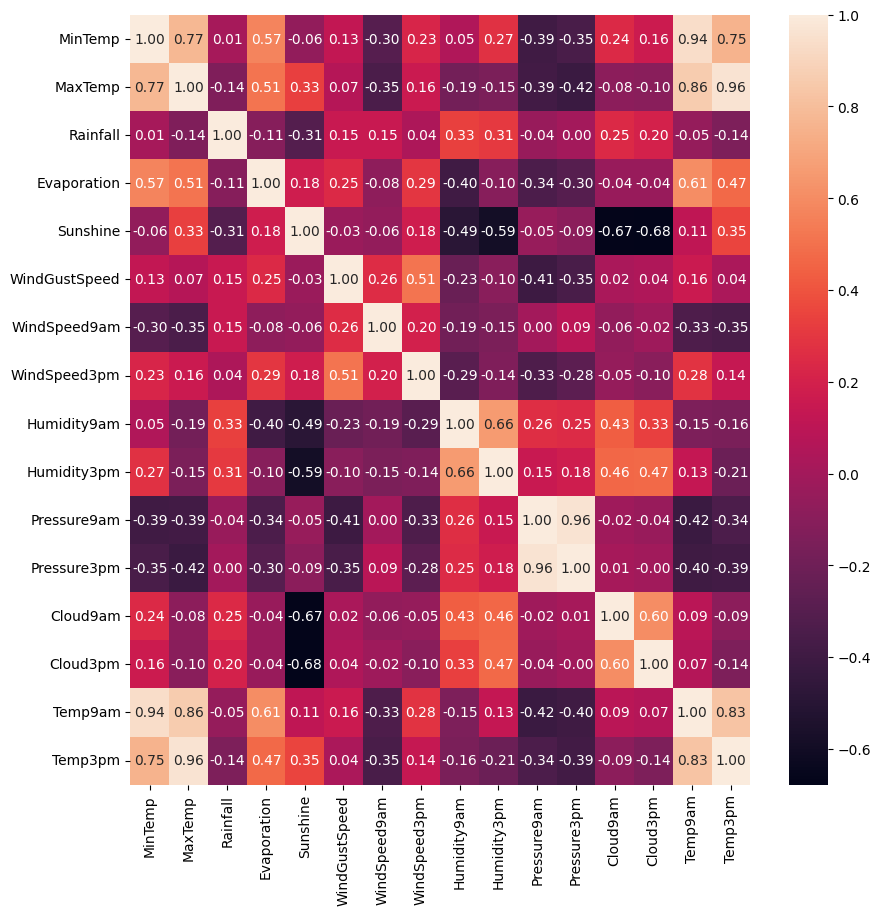 MinTemp 1.00 0.77 0.01 0.57 -0.06 0.13 -0.30 0.23 0.05 0.27 -0.39 -0.35 0.24 0.16 0.94 0.75
MaxTemp 0.77 1.00 -0.14 0.51 0.33 0.07 -0.35 0.16 -0.19 -0.15 -0.39 -0.42 -0.08 -0.10 0.86 0.96
Rainfall 0.01 -0.14 1.00 -0.11 -0.31 0.15 0.15 0.04 0.33 0.31 -0.04 0.00 0.25 0.20 -0.05 -0.14
Evaporation 0.57 0.51 -0.11 1.00 0.18 0.25 -0.08 0.29 -0.40 -0.10 -0.34 -0.30 -0.04 -0.04 0.61 0.47
Sunshine -0.06 0.33 -0.31 0.18 1.00 -0.03 -0.06 0.18 -0.49 -0.59 -0.05 -0.09 -0.67 -0.68 0.11 0.35
WindGustSpeed 0.13 0.07 0.15 0.25 -0.03 1.00 0.26 0.51 -0.23 -0.10 -0.41 -0.35 0.02 0.04 0.16 0.04
WindSpeed9am -0.30 -0.35 0.15 -0.08 -0.06 0.26 1.00 0.20 -0.19 -0.15 0.00 0.09 -0.06 -0.02 -0.33 -0.35
WindSpeed3pm 0.23 0.16 0.04 0.29 0.18 0.51 0.20 1.00 -0.29 -0.14 -0.33 -0.28 -0.05 -0.10 0.28 0.14
Humidity9am 0.05 -0.19 0.33 -0.40 -0.49 -0.23 -0.19 -0.29 1.00 0.66 0.26 0.25 0.43 0.33 -0.15 -0.16
Humidity3pm 0.27 -0.15 0.31 -0.10 -0.59 -0.10 -0.15 -0.14 0.66 1.00 0.15 0.18 0.46 0.47 0.13 -0.21
Pressure9am -0.39 -0.39 -0.04 -0.34 -0.05 -0.41 0.00 -0.33 0.26 0.15 1.00 0.96 -0.02 -0.04 -0.42 -0.34
Pressure3pm -0.35 -0.42 0.00 -0.30 -0.09 -0.35 0.09 -0.28 0.25 0.18 0.96 1.00 0.01 -0.00 -0.40 -0.39
Cloud9am 0.24 -0.08 0.25 -0.04 -0.67 0.02 -0.06 -0.05 0.43 0.46 -0.02 0.01 1.00 0.60 0.09 -0.09
Cloud3pm 0.16 -0.10 0.20 -0.04 -0.68 0.04 -0.02 -0.10 0.33 0.47 -0.04 -0.00 0.60 1.00 0.07 -0.14
Temp9am 0.94 0.86 -0.05 0.61 0.11 0.16 -0.33 0.28 -0.15 0.13 -0.42 -0.40 0.09 0.07 1.00 0.83
Temp3pm 0.75 0.96 -0.14 0.47 0.35 0.04 -0.35 0.14 -0.16 -0.21 -0.34 -0.39 -0.09 -0.14 0.83 1.00
MinTemp
MaxTemp
Rainfall
Evaporation
Sunshine
WindGustSpeed
WindSpeed9am
WindSpeed3pm
Humidity9am
Humidity3pm
Pressure9am
Pressure3pm
Cloud9am
Cloud3pm
Temp9am
Temp3pm
1.0
0.8
0.6
0.4
0.2
0.0
−0.2
−0.4
−0.6